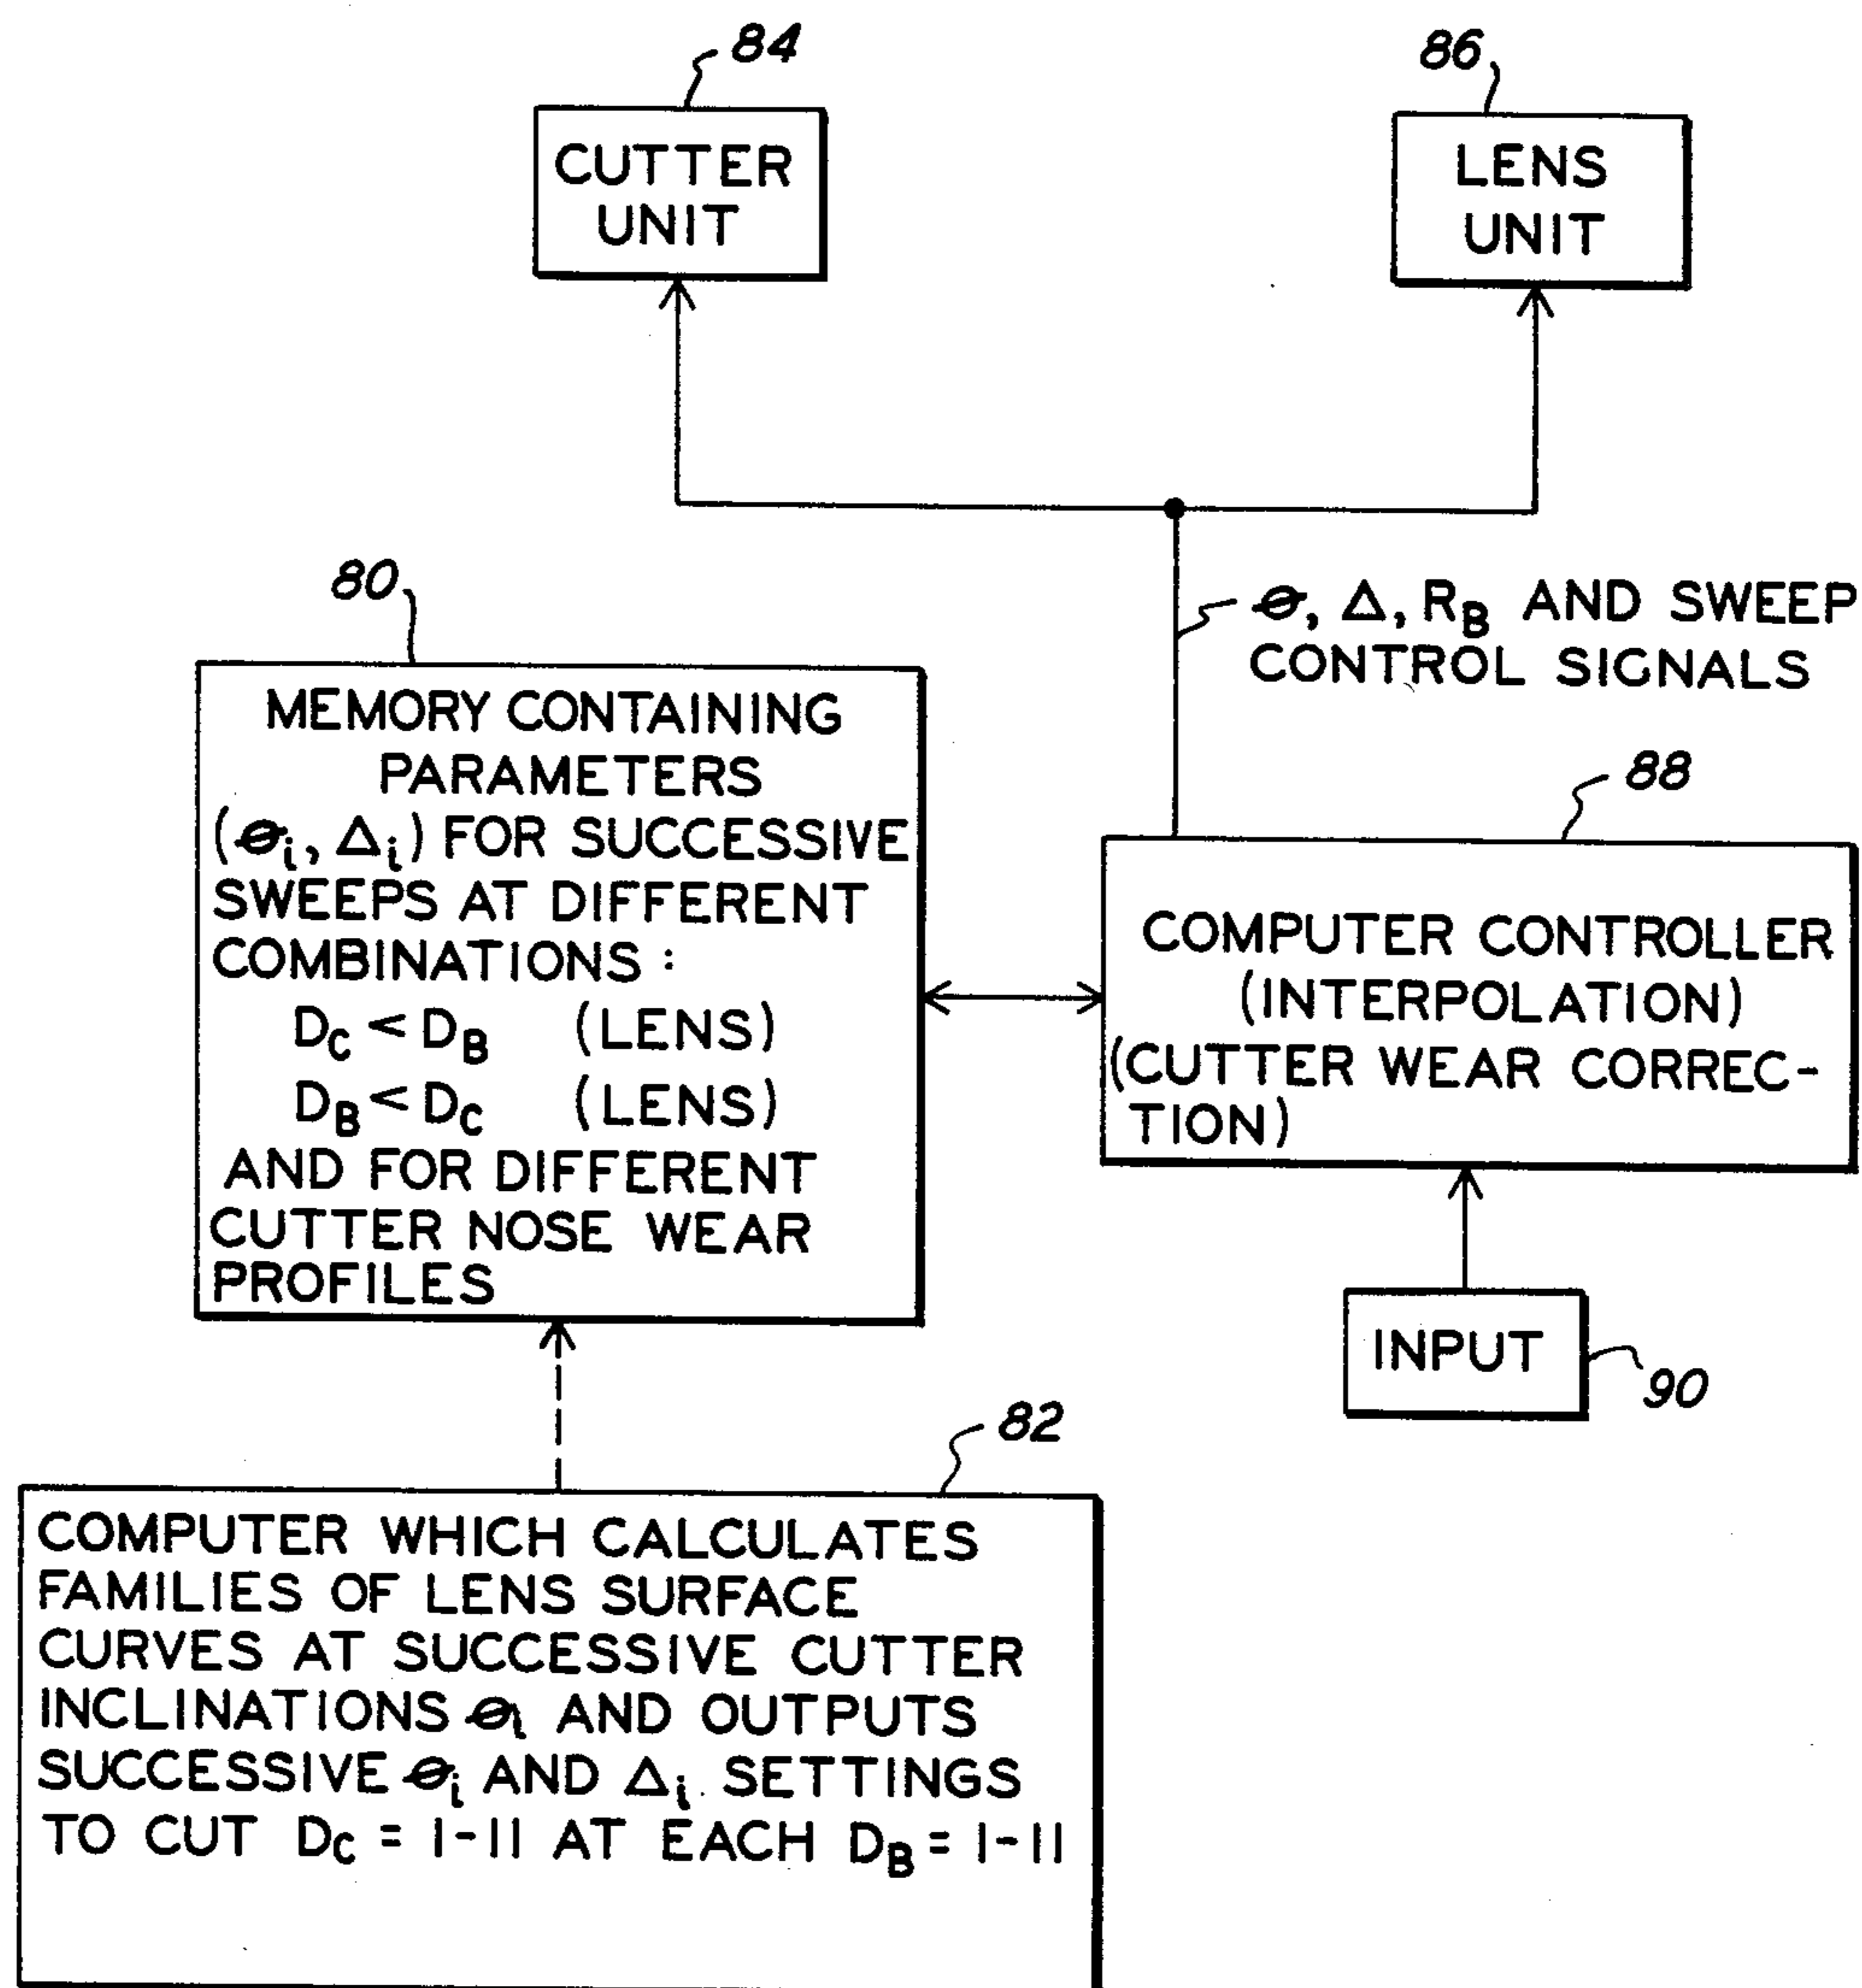 84
86
CUTTER
UNIT
LENS
UNIT
80
ө, Δ, R_B AND SWEEP
CONTROL SIGNALS
MEMORY CONTAINING
PARAMETERS
(ө_i, Δ_i) FOR SUCCESSIVE
SWEEPS AT DIFFERENT
COMBINATIONS :
D_C < D_B (LENS)
D_B < D_C (LENS)
AND FOR DIFFERENT
CUTTER NOSE WEAR
PROFILES
88
COMPUTER CONTROLLER
(INTERPOLATION)
(CUTTER WEAR CORREC-
TION)
INPUT
90
82
COMPUTER WHICH CALCULATES
FAMILIES OF LENS SURFACE
CURVES AT SUCCESSIVE CUTTER
INCLINATIONS ө_i AND OUTPUTS
SUCCESSIVE ө_i AND Δ_i. SETTINGS
TO CUT D_C = 1-11 AT EACH D_B = 1-11